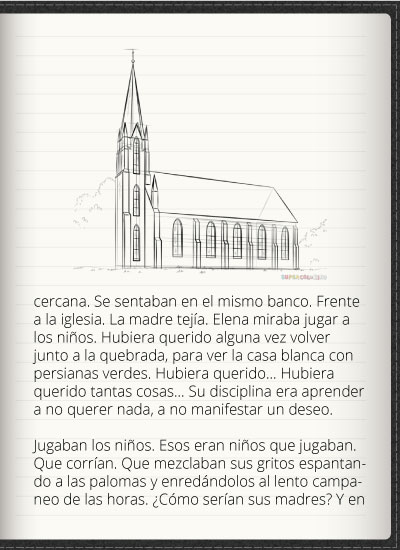 cercana. Se sentaban en el mismo banco. Frente
a la iglesia. La madre tejía. Elena miraba jugar a
los niños. Hubiera querido alguna vez volver
junto a la quebrada, para ver la casa blanca con
persianas verdes. Hubiera querido... Hubiera
querido tantas cosas... Su disciplina era aprender
a no querer nada, a no manifestar un deseo.
Jugaban los niños. Esos eran niños que jugaban.
Que corrían. Que mezclaban sus gritos espantan-
do a las palomas y enredándolos al lento campa-
neo de las horas. ¿Cómo serían sus madres? Y en